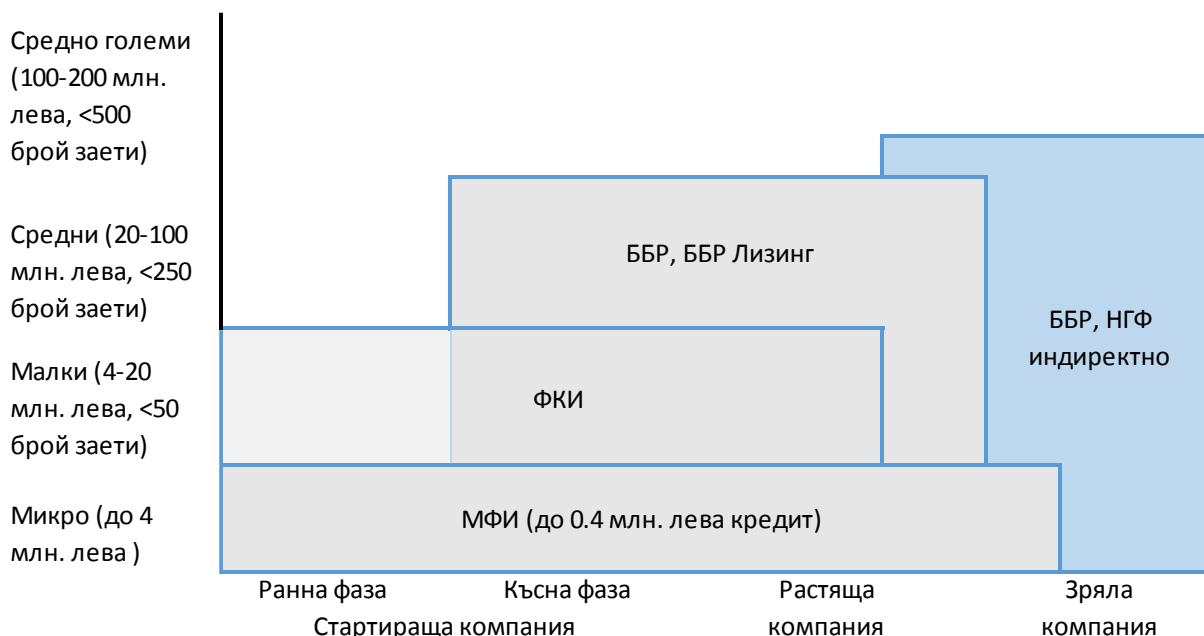 Средно големи
(100-200 млн.
лева, <500
брой заети)
Средни (20-100
млн. лева, <250
брой заети)
Малки (4-20
млн. лева, <50
брой заети)
Микро (до 4
млн. лева )
ББР, ББР Лизинг
ББР, НГФ
индиректно
ФКИ
МФИ (до 0.4 млн. лева кредит)
Ранна фаза
Късна фаза
Стартираща компания
Растяща
компания
Зряла
компания